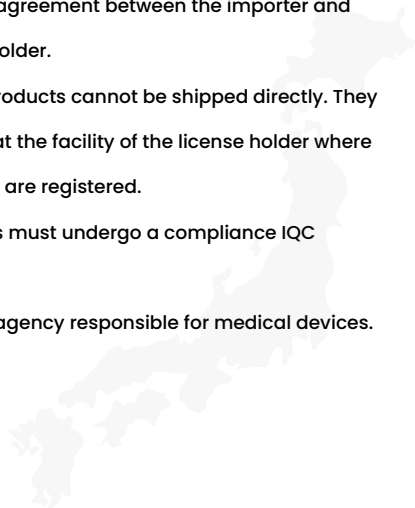 agreement between the importer and
older.
roducts cannot be shipped directly. They
at the facility of the license holder where
are registered.
s must undergo a compliance IQC
agency responsible for medical devices.